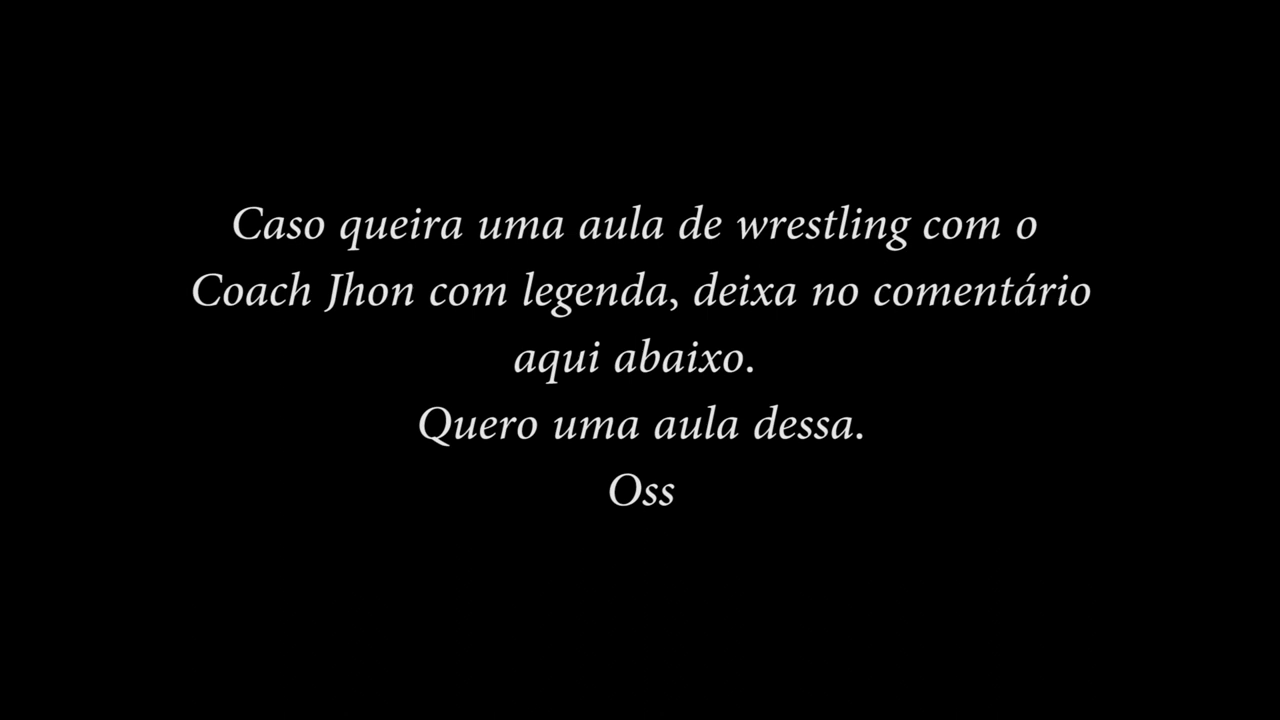 Caso queira uma aula de wrestling com o
Coach Jhon com legenda, deixa no comentário
aqui abaixo.
Quero uma aula dessa.
Oss